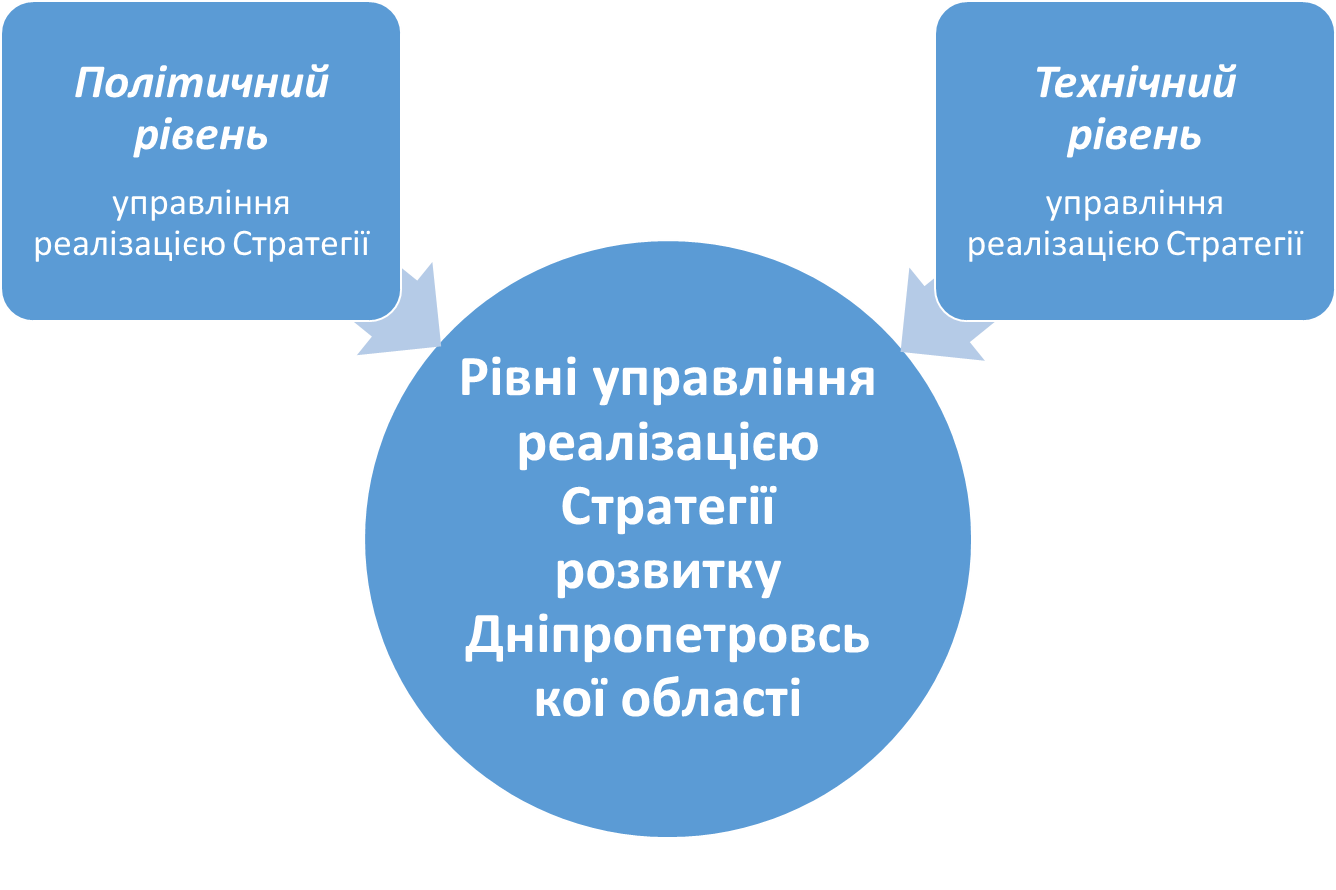 Політичний
рівень
управління
реалізацією Стратегії
Технічний
рівень
управління
реалізацією Стратегії
Рівні управління
реалізацією
Стратегії
розвитку
Дніпропетровсь
кої області